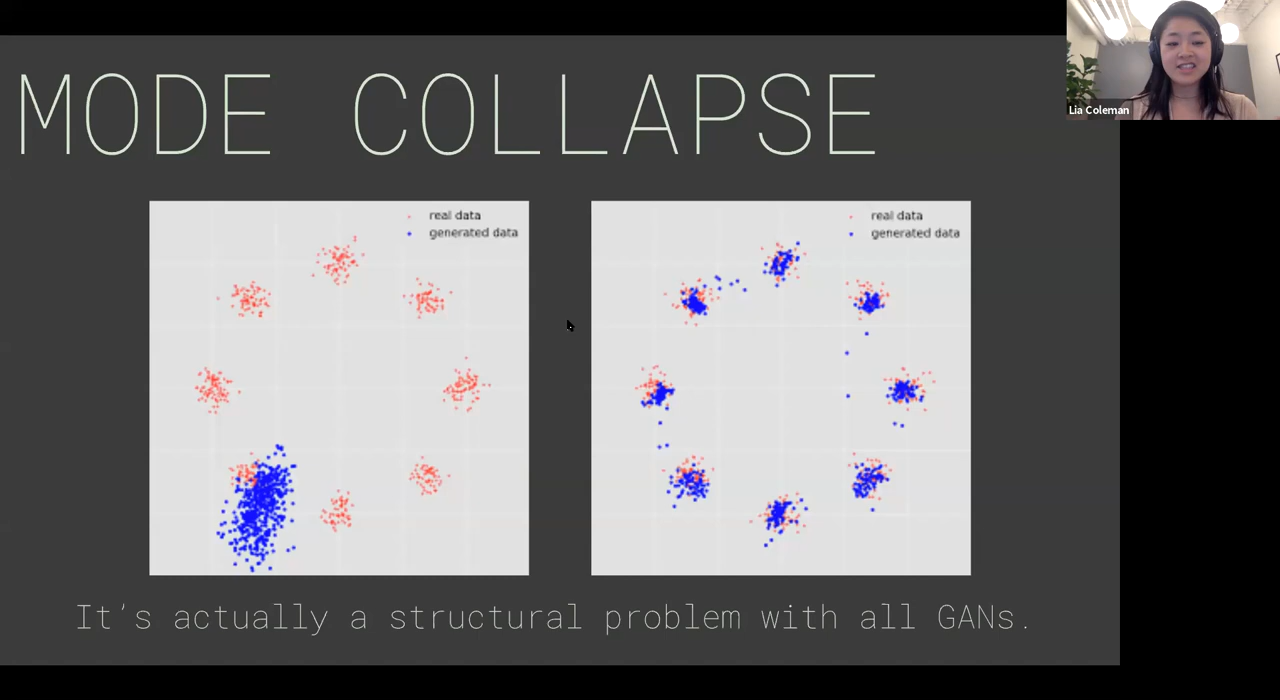 MODE COLLAPSE
Lia Coleman
real data
generated data
real data
generated data
It's actually a structural problem with all GANs.